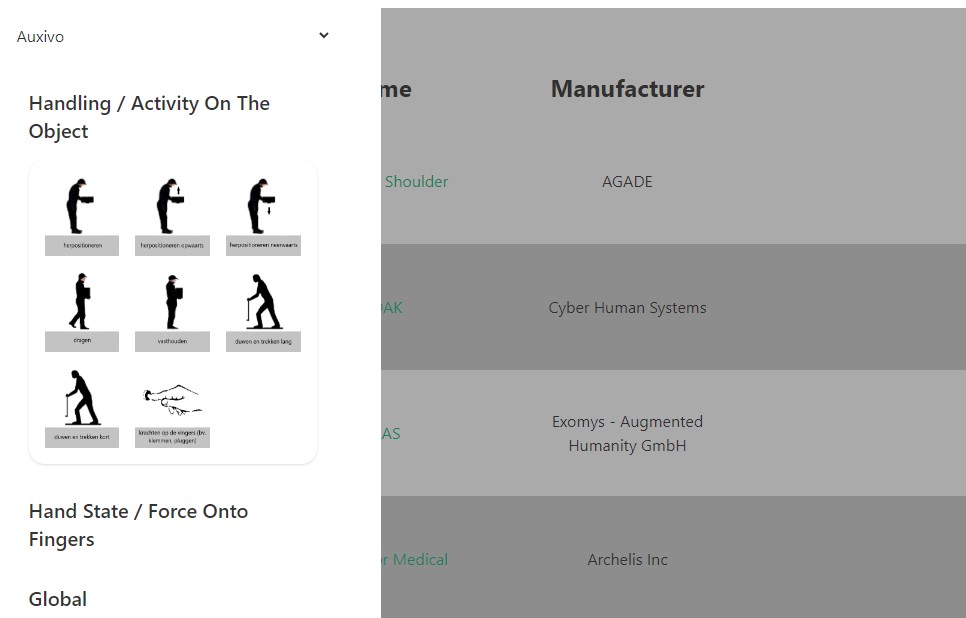 Auxivo
Handling / Activity On The
Object
herpositioneren
herpositioneren opwaarts
herpositioneren neerwaarts
dragen
vasthouden
duwen en trekken lang
duwen en trekken kort
krachten op de vingers (bv.
klemmen, pluggen)
Hand State / Force Onto
Fingers
Global
me Manufacturer
Shoulder AGADE
AK Cyber Human Systems
AS Exomys - Augmented
Humanity GmbH
r Medical Archelis Inc